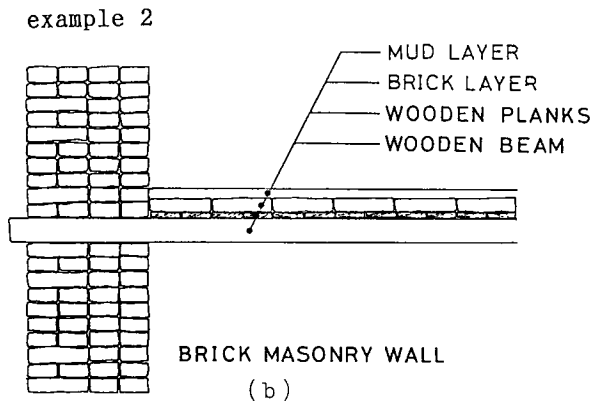 example 2
MUD LAYER
BRICK LAYER
WOODEN PLANKS
WOODEN BEAM
BRICK MASONRY WALL
(b)